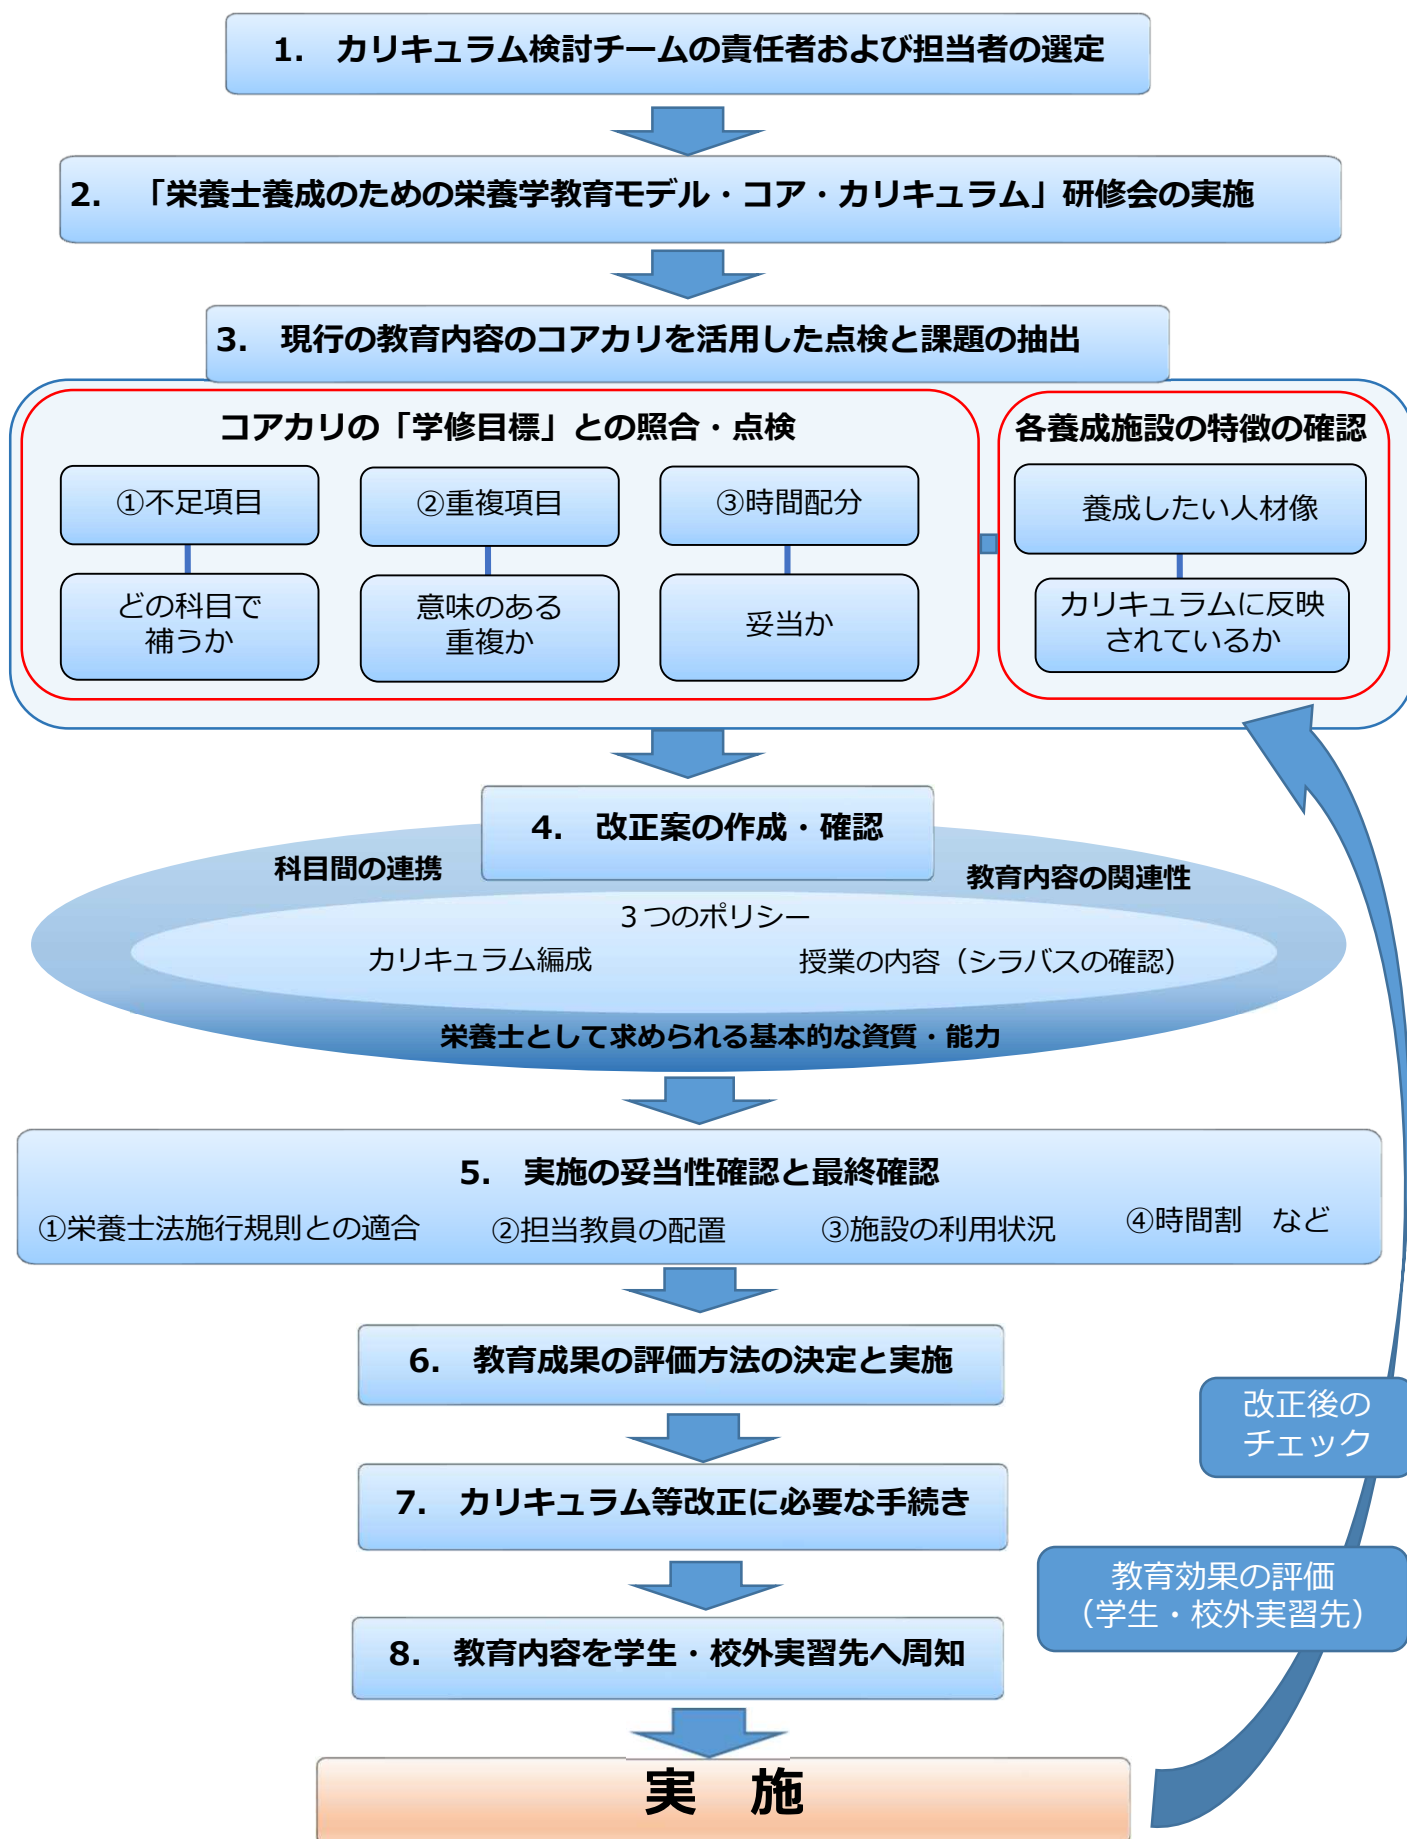 1.　カリキュラム検討チームの責任者および担当者の選定
2.　「栄養士養成のための栄養学教育モデル・コア・カリキュラム」研修会の実施
3.　現行の教育内容のコアカリを活用した点検と課題の抽出
コアカリの「学修目標」との照合・点検
①不足項目
どの科目で
補うか
②重複項目
意味のある
重複か
③時間配分
妥当か
各養成施設の特徴の確認
養成したい人材像
カリキュラムに反映
されているか
4.　改正案の作成・確認
科目間の連携
教育内容の関連性
３つのポリシー
カリキュラム編成
授業の内容（シラバスの確認）
栄養士として求められる基本的な資質・能力
5.　実施の妥当性確認と最終確認
①栄養士法施行規則との適合
②担当教員の配置
③施設の利用状況
④時間割　など
6.　教育成果の評価方法の決定と実施
7.　カリキュラム等改正に必要な手続き
8.　教育内容を学生・校外実習先へ周知
実　施
改正後の
チェック
教育効果の評価
（学生・校外実習先）